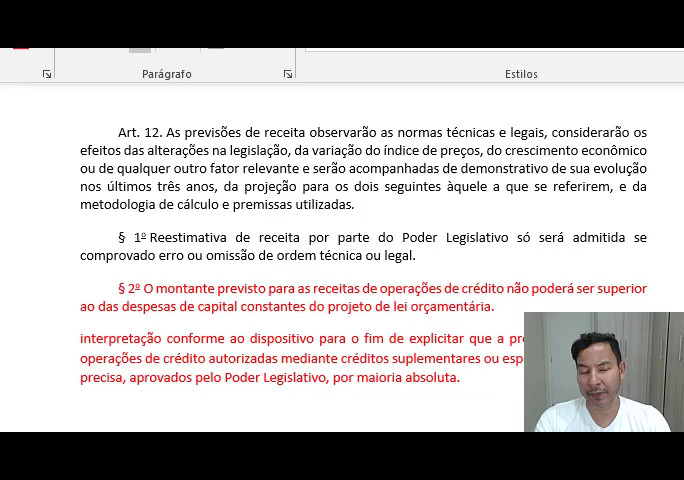 Parágrafo
Estilos
Art. 12. As previsões de receita observarão as normas técnicas e legais, considerarão os
efeitos das alterações na legislação, da variação do índice de preços, do crescimento econômico
ou de qualquer outro fator relevante e serão acompanhadas de demonstrativo de sua evolução
nos últimos três anos, da projeção para os dois seguintes àquele a que se referirem, e da
metodologia de cálculo e premissas utilizadas.
§ 1º Reestimativa de receita por parte do Poder Legislativo só será admitida se
comprovado erro ou omissão de ordem técnica ou legal.
§ 2º O montante previsto para as receitas de operações de crédito não poderá ser superior
ao das despesas de capital constantes do projeto de lei orçamentária.
interpretação conforme ao dispositivo para o fim de explicitar que a
operações de crédito autorizadas mediante créditos suplementares ou
precisa, aprovados pelo Poder Legislativo, por maioria absoluta.